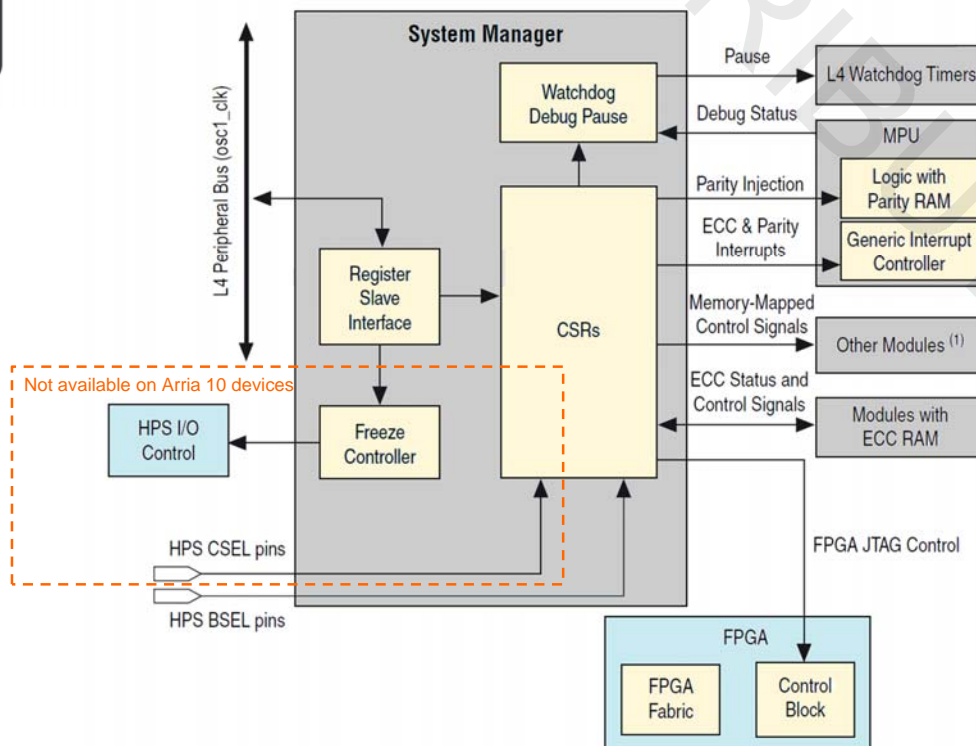 System Manager
L4 Peripheral Bus (osc1_clk)
Watchdog
Debug Pause
Pause
L4 Watchdog Timers
Debug Status
MPU
Parity Injection
Logic with
Parity RAM
ECC & Parity
Interrupts
Generic Interrupt
Controller
Register
Slave
Interface
CSRs
Memory-Mapped
Control Signals
Other Modules (1)
Not available on Arria 10 devices
ECC Status and
Control Signals
Modules with
ECC RAM
HPS I/O
Control
Freeze
Controller
HPS CSEL pins
FPGA JTAG Control
HPS BSEL pins
FPGA
FPGA
Fabric
Control
Block